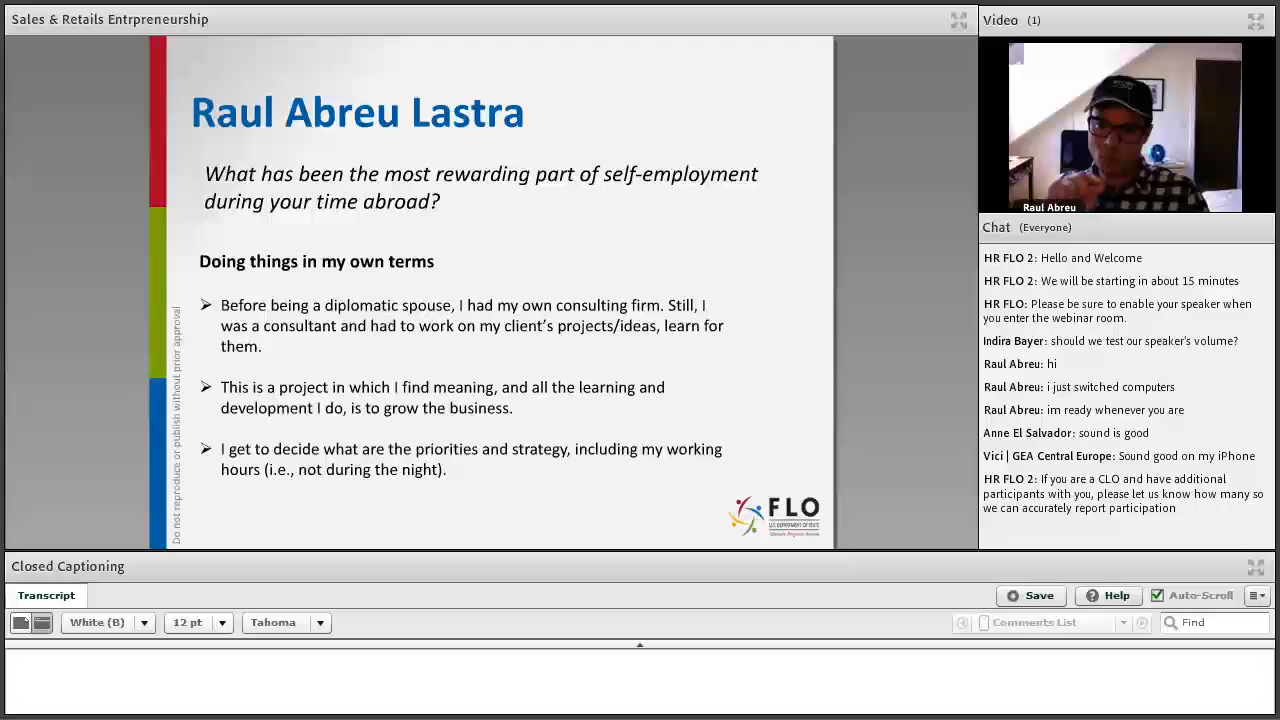 Sales & Retails Entrpreneurship
Raul Abreu Lastra
What has been the most rewarding part of self-employment
during your time abroad?
Doing things in my own terms
Before being a diplomatic spouse, I had my own consulting firm. Still, I
was a consultant and had to work on my client's projects/ideas, learn for
them.
This is a project in which I find meaning, and all the learning and
development I do, is to grow the business.
I get to decide what are the priorities and strategy, including my working
hours (i.e., not during the night).
Do not reproduce or publish without prior approval
FLO
U.S. DEPARTMENT OF STATE
Video (1)
Raul Abreu
Chat (Everyone)
HR FLO 2: Hello and Welcome
HR FLO 2: We will be starting in about 15 minutes
HR FLO: Please be sure to enable your speaker when
you enter the webinar room.
Indira Bayer: should we test our speaker's volume?
Raul Abreu: hi
Raul Abreu: i just switched computers
Raul Abreu: im ready whenever you are
Anne El Salvador: sound is good
Vici | GEA Central Europe: Sound good on my iPhone
HR FLO 2: If you are a CLO and have additional
participants with you, please let us know how many so
we can accurately report participation
Closed Captioning
Transcript
Save
Help
Auto-Scroll
White (B)
12 pt
Tahoma
Comments List
Find